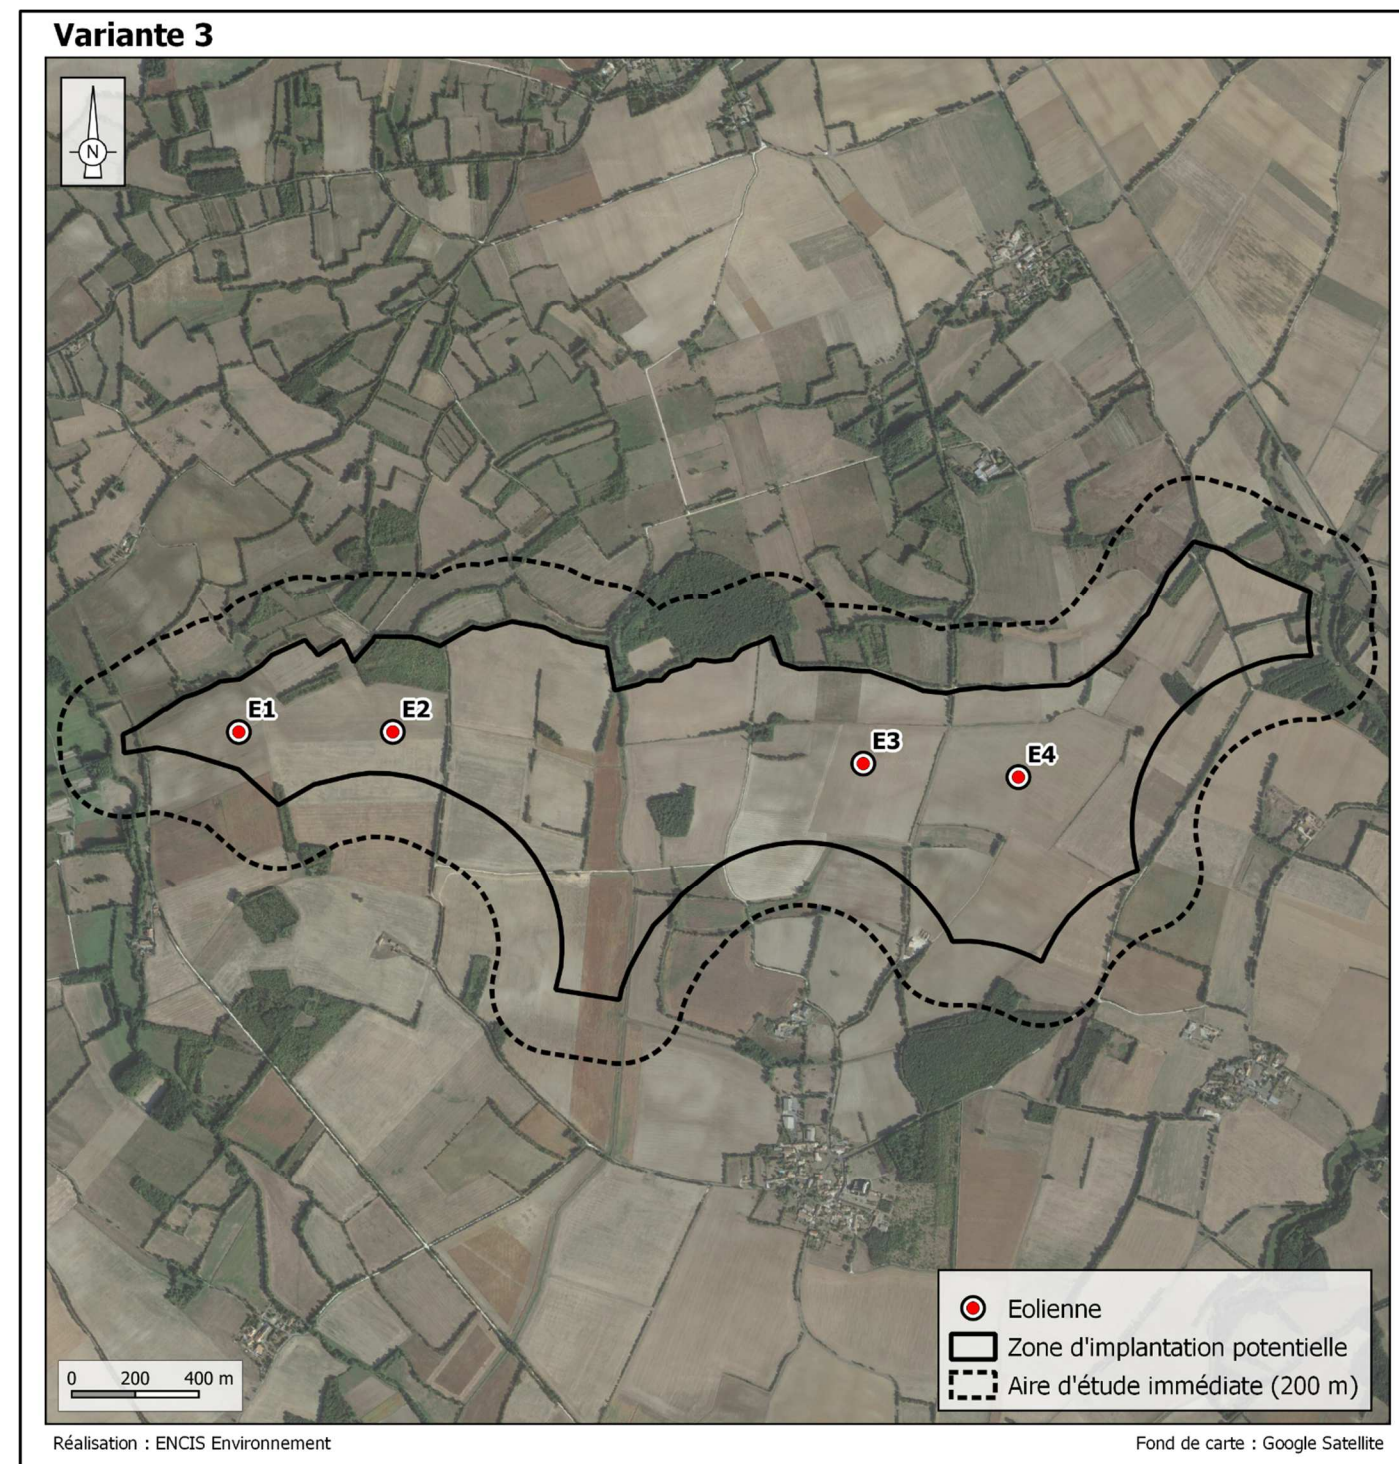 Variante 3
N
E1
E2
E3
E4
Eolienne
Zone d'implantation potentielle
Aire d'étude immédiate (200 m)
0 200 400 m
Réalisation : ENCIS Environnement
Fond de carte : Google Satellite